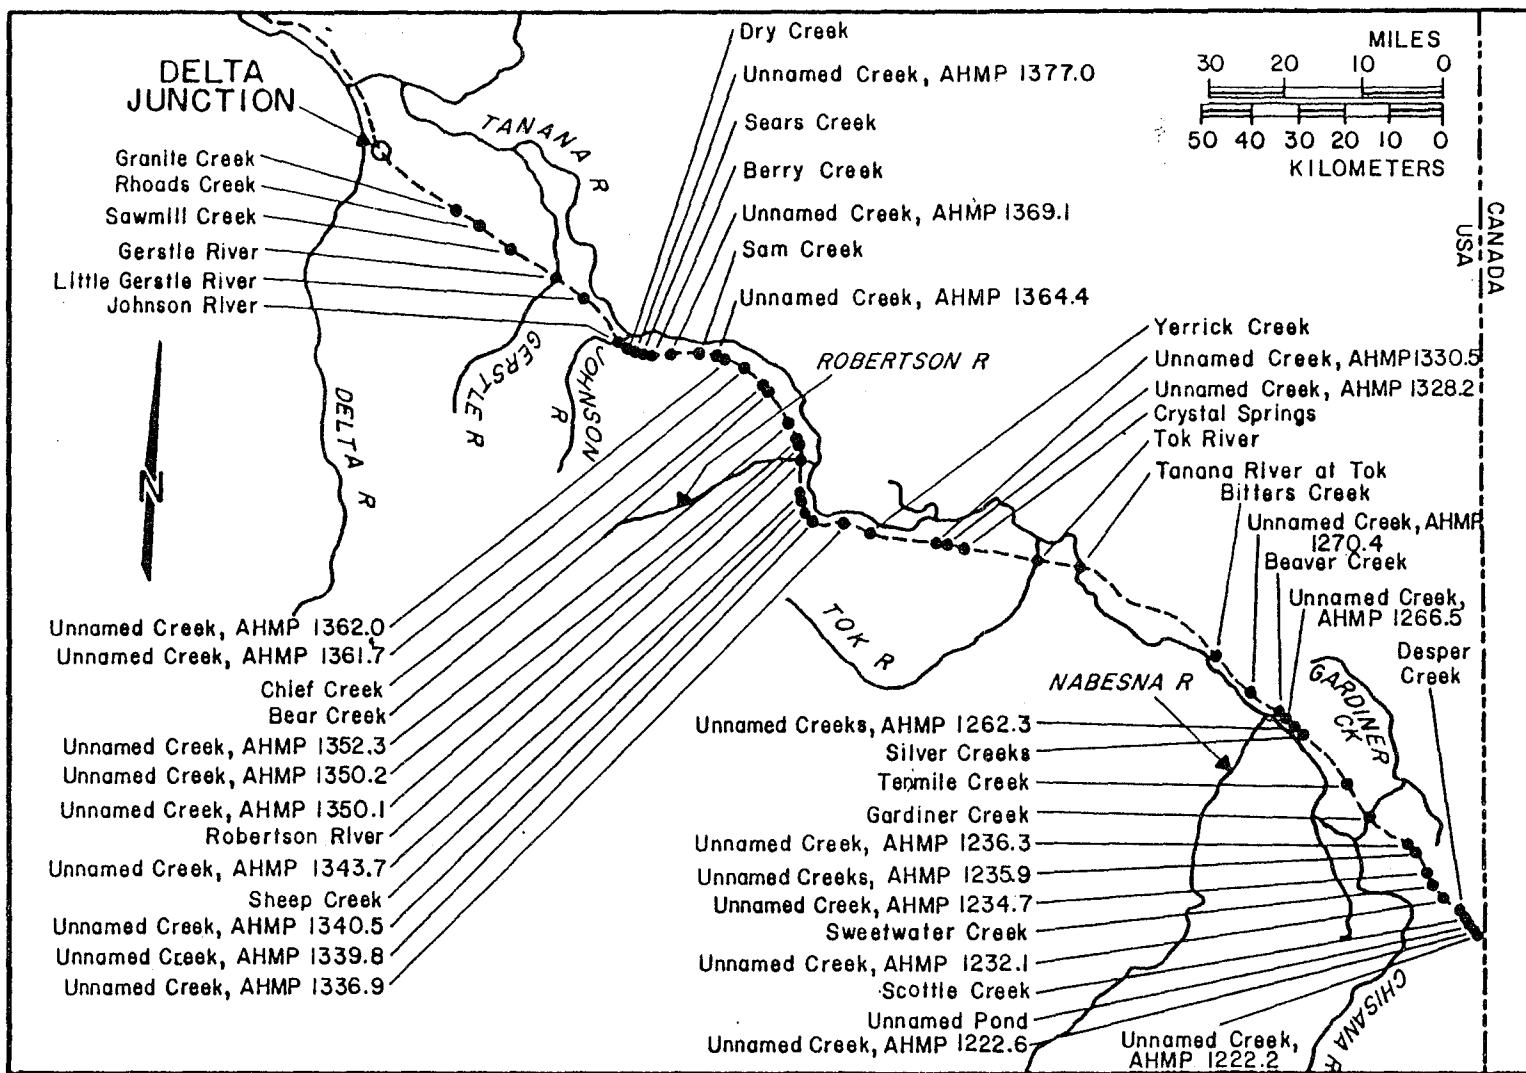 DELTA
JUNCTION
Granite Creek
Rhoads Creek
Sawmill Creek
Gerstle River
Little Gerstle River
Johnson River
Dry Creek
Unnamed Creek, AHMP 1377.0
Sears Creek
Berry Creek
Unnamed Creek, AHMP 1369.1
Sam Creek
Unnamed Creek, AHMP 1364.4
MILES
30 20 10 0
50 40 30 20 10 0
KILOMETERS
CANADA
USA
TANANA R
DELTA R
GERSTLE R
JOHNSON R
ROBERTSON R
N
Yerrick Creek
Unnamed Creek, AHMP1330.5
Unnamed Creek, AHMP 1328.2
Crystal Springs
Tok River
Tanana River at Tok
Bitters Creek
Unnamed Creek, AHMP
1270.4
Beaver Creek
Unnamed Creek,
AHMP 1266.5
Desper
Creek
TOK R
NABESNA R
GARDINER
CK
CHISANA R
Unnamed Creek, AHMP 1362.0
Unnamed Creek, AHMP 1361.7
Chief Creek
Bear Creek
Unnamed Creek, AHMP 1352.3
Unnamed Creek, AHMP 1350.2
Unnamed Creek, AHMP 1350.1
Robertson River
Unnamed Creek, AHMP 1343.7
Sheep Creek
Unnamed Creek, AHMP 1340.5
Unnamed Creek, AHMP 1339.8
Unnamed Creek, AHMP 1336.9
Unnamed Creeks, AHMP 1262.3
Silver Creeks
Tenmile Creek
Gardiner Creek
Unnamed Creek, AHMP 1236.3
Unnamed Creeks, AHMP 1235.9
Unnamed Creek, AHMP 1234.7
Sweetwater Creek
Unnamed Creek, AHMP 1232.1
Scottie Creek
Unnamed Pond
Unnamed Creek, AHMP 1222.6
Unnamed Creek,
AHMP 1222.2